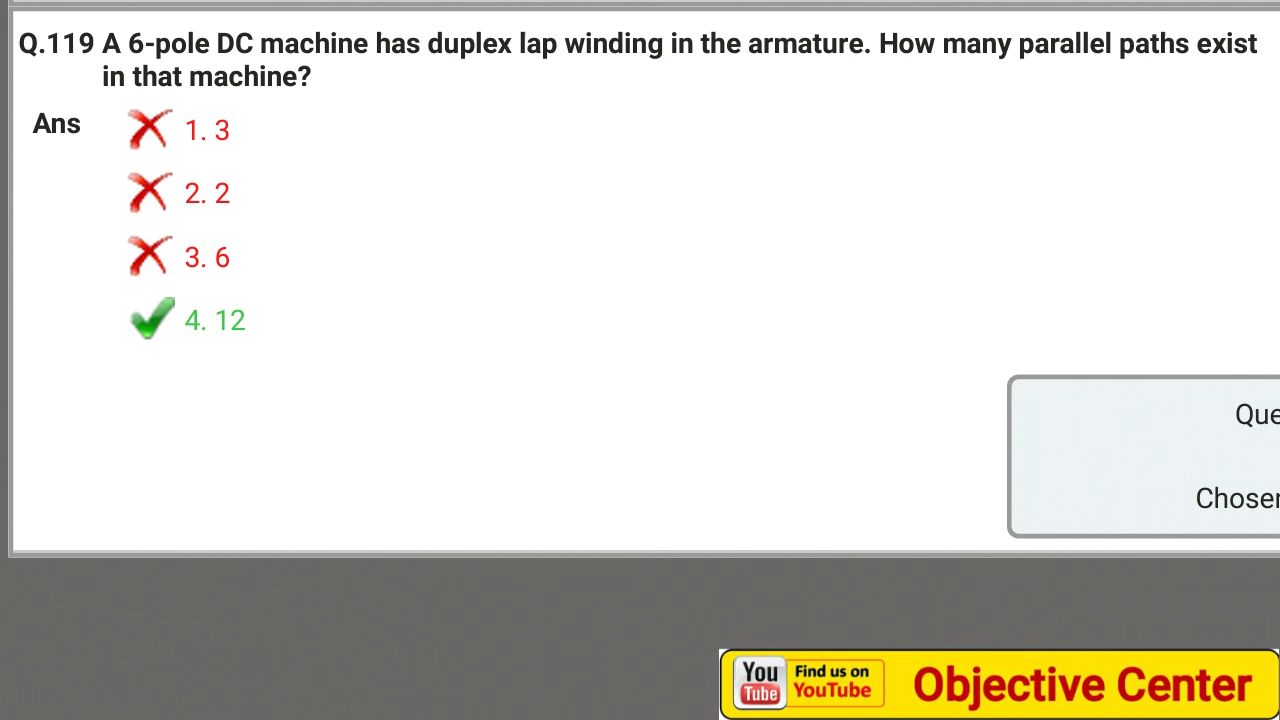 Q.119 A 6-pole DC machine has duplex lap winding in the armature. How many parallel paths exist
in that machine?
Ans
1. 3
2. 2
3. 6
4. 12
Que
Chosen
You
Tube
Find us on
YouTube
Objective Center